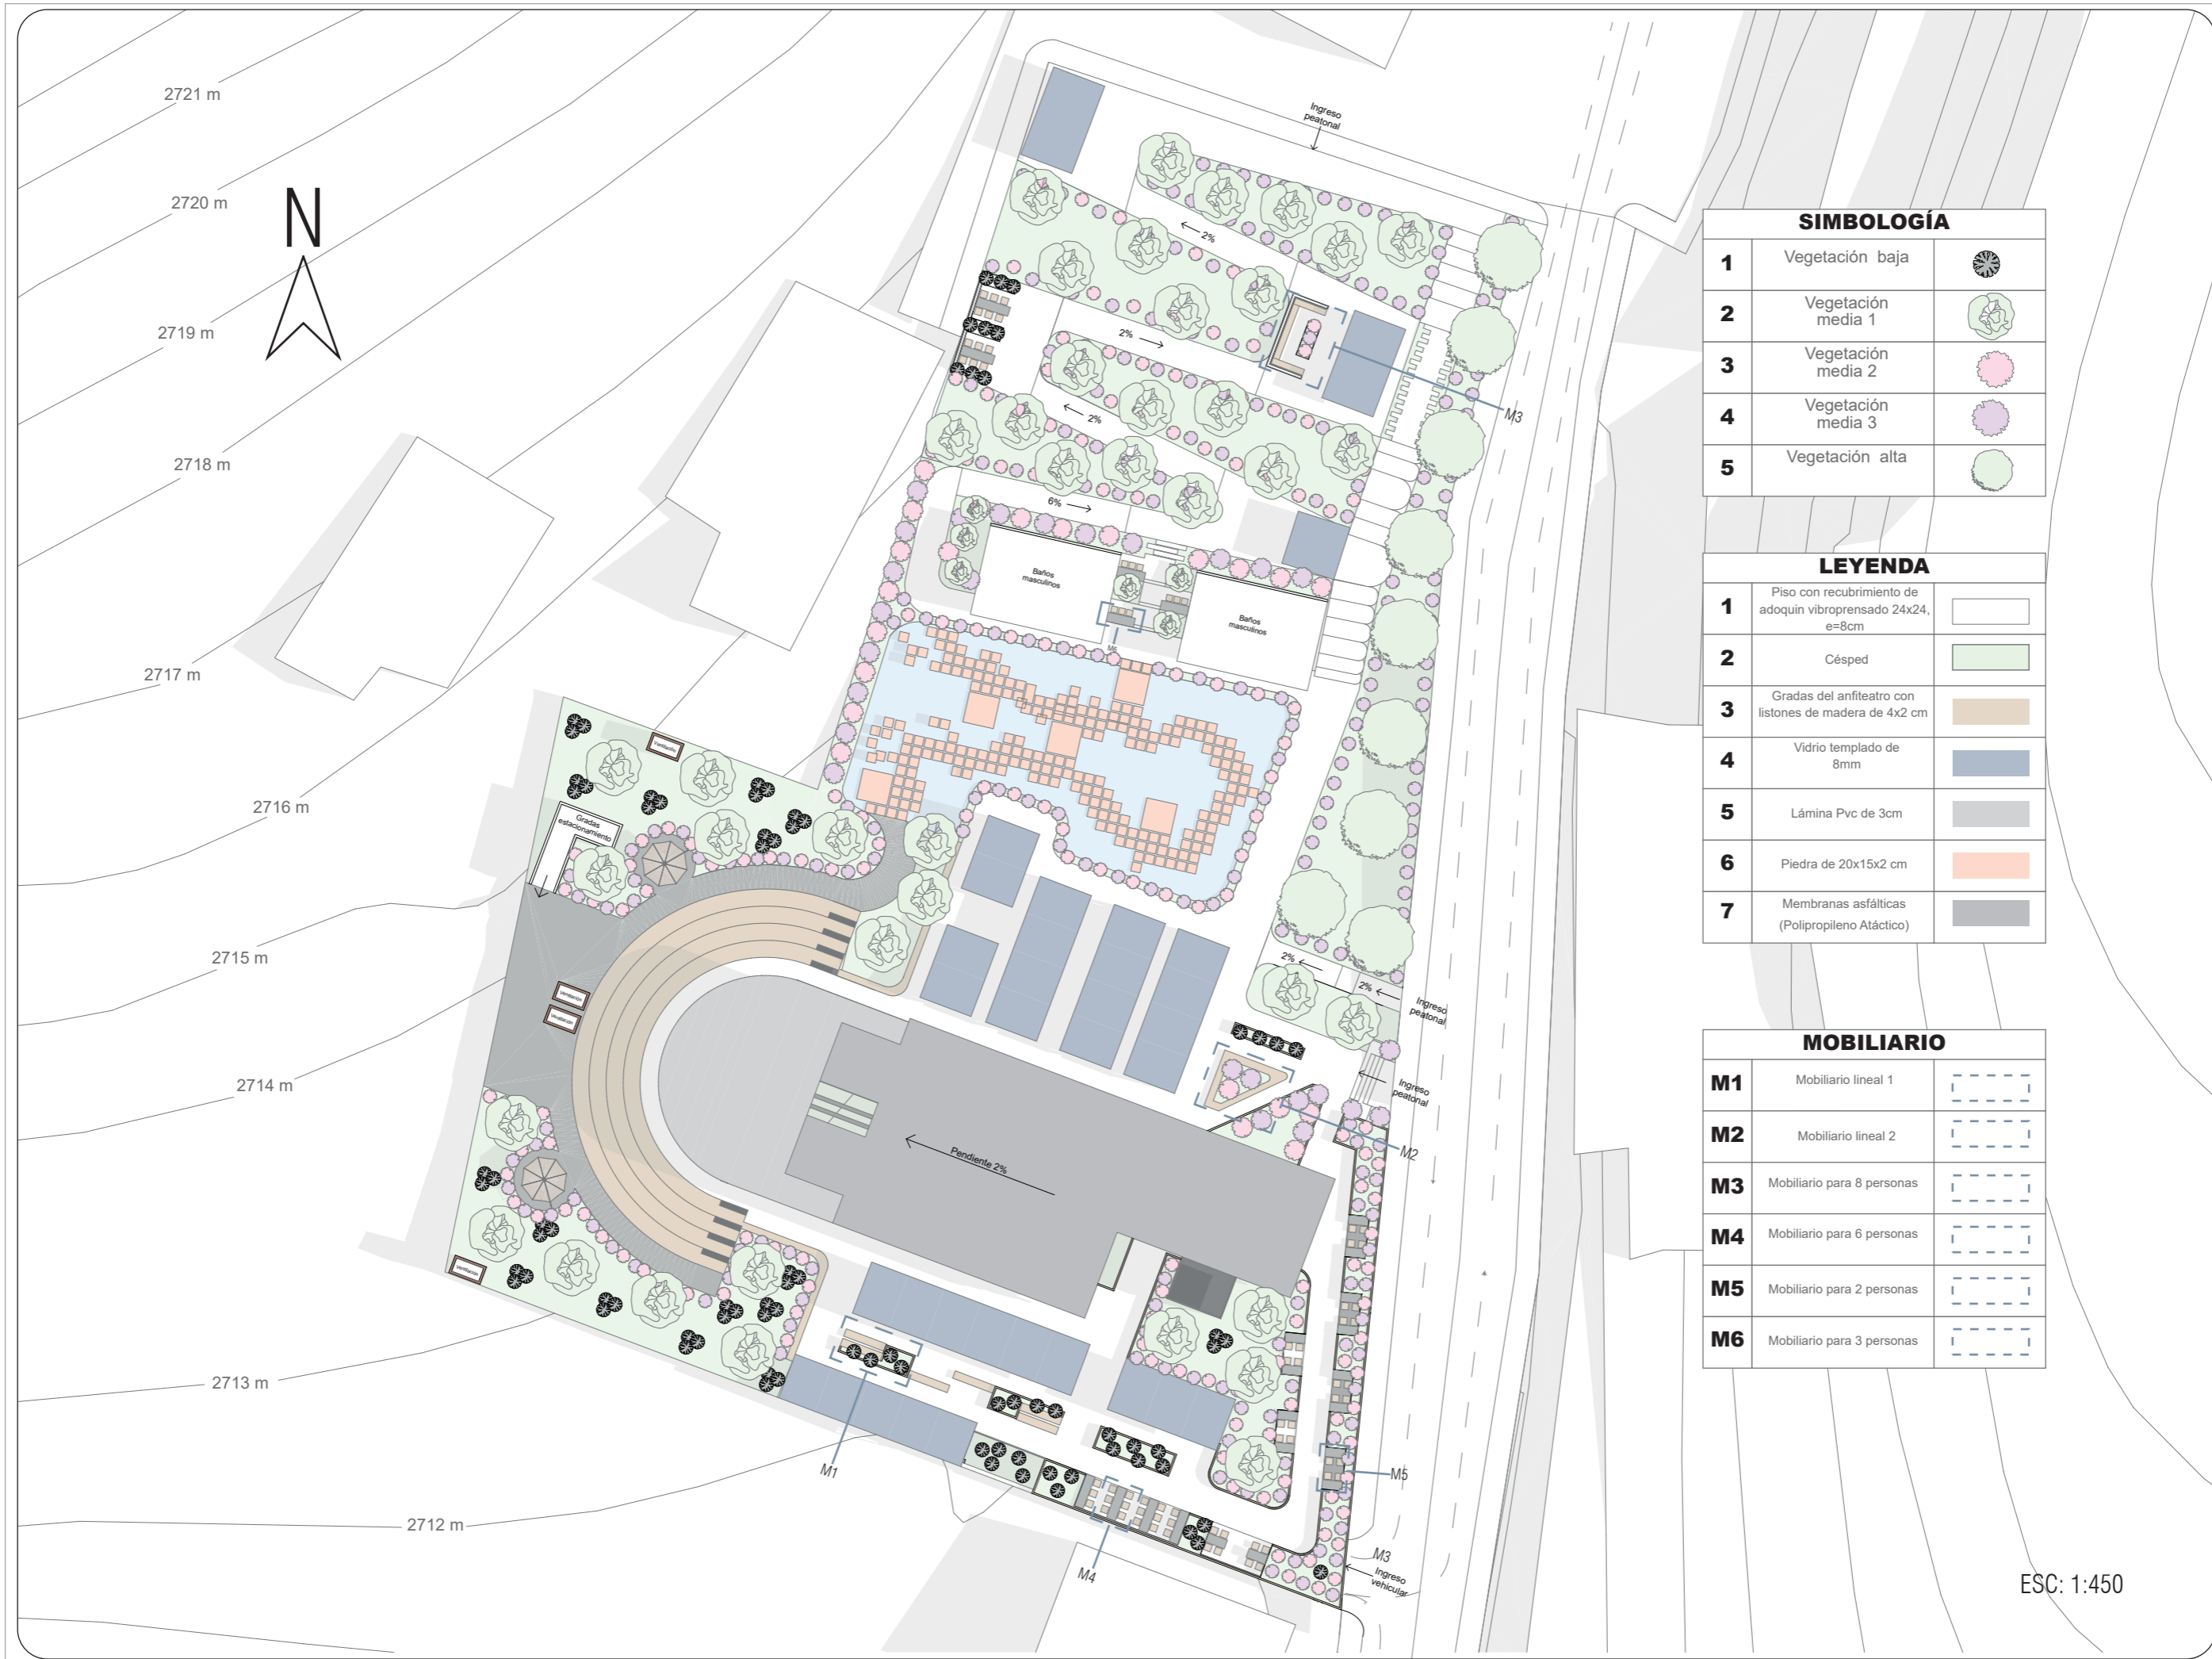 2721 m
2720 m
2719 m
2718 m
2717 m
2716 m
2715 m
2714 m
2713 m
2712 m
N
Ingreso
peatonal
2%
2%
2%
6%
M3
Baños
masculinos
Baños
masculinos
M6
Ventilación
Gradas
estacionamiento
Ventilación
Ventilación
Ventilación
2%
2%
Ingreso
peatonal
Ingreso
peatonal
M2
Pendiente 2%
M1
M5
M4
M3
Ingreso
vehicular
SIMBOLOGÍA
1 Vegetación baja
2 Vegetación
media 1
3 Vegetación
media 2
4 Vegetación
media 3
5 Vegetación alta
LEYENDA
1 Piso con recubrimiento de
adoquin vibroprensado 24x24,
e=8cm
2 Césped
3 Gradas del anfiteatro con
listones de madera de 4x2 cm
4 Vidrio templado de
8mm
5 Lámina Pvc de 3cm
6 Piedra de 20x15x2 cm
7 Membranas asfálticas
(Polipropileno Atáctico)
MOBILIARIO
M1 Mobiliario lineal 1
M2 Mobiliario lineal 2
M3 Mobiliario para 8 personas
M4 Mobiliario para 6 personas
M5 Mobiliario para 2 personas
M6 Mobiliario para 3 personas
ESC: 1:450